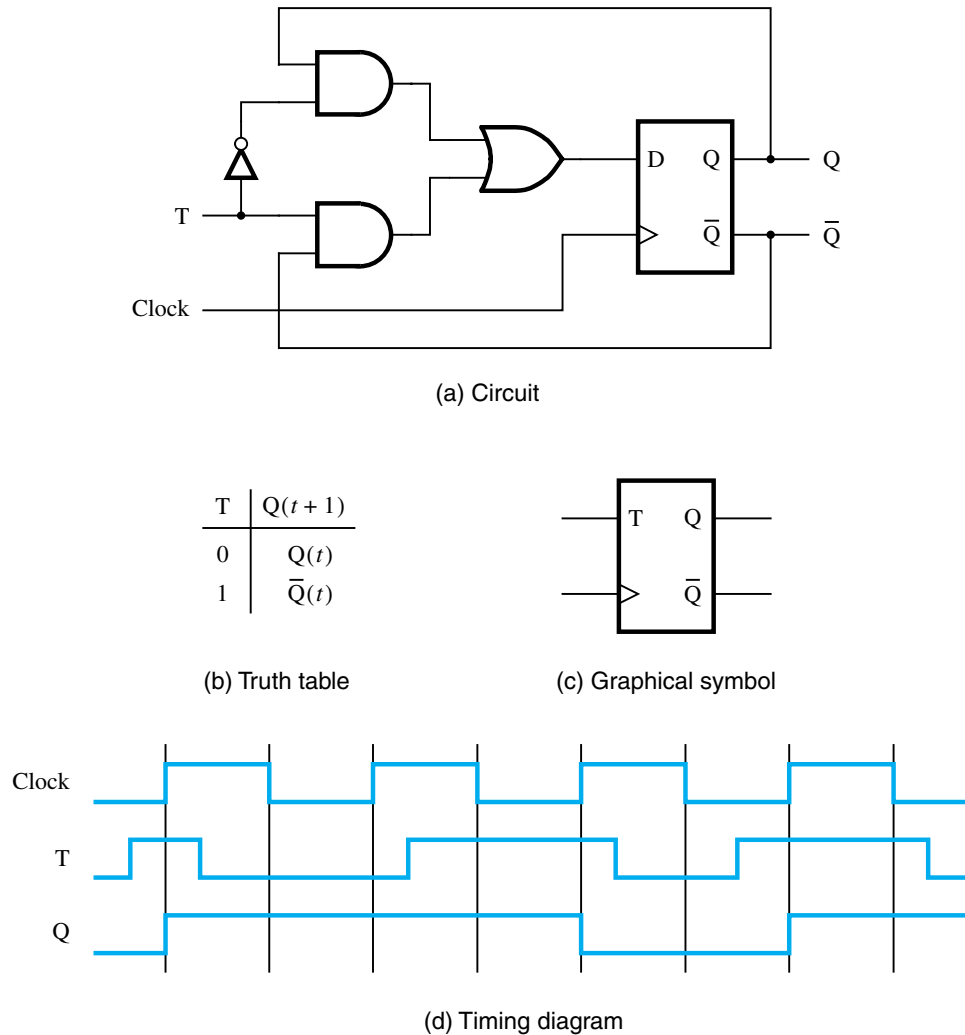 D Q Q
T
Q̅ Q̅
Clock
(a) Circuit
T Q(t + 1)
0 Q(t)
1 Q̅(t)
T Q
Q̅
(b) Truth table
(c) Graphical symbol
Clock
T
Q
(d) Timing diagram